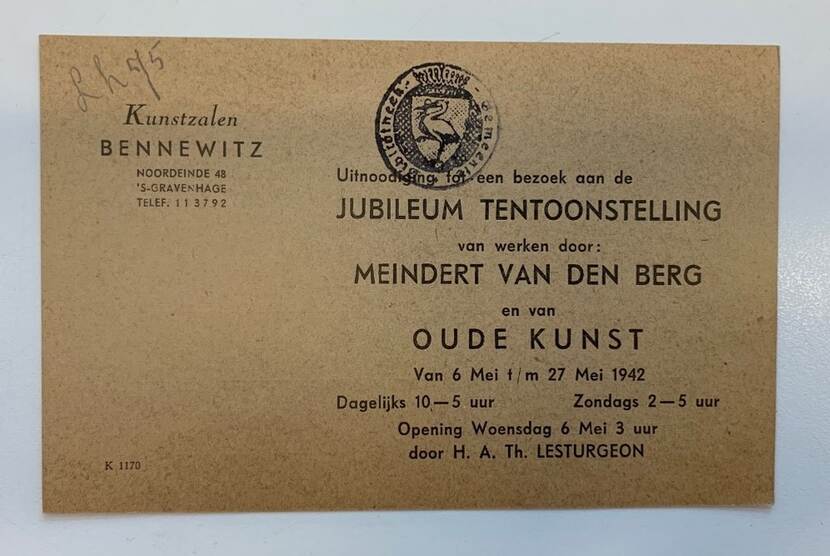 Kunstzalen
BENNEWITZ
NOORDEINDE 48
'S-GRAVENHAGE
TELEF. 113792
Gemeente
Bibliotheek
Uitnoodiging tot een bezoek aan de
JUBILEUM TENTOONSTELLING
van werken door:
MEINDERT VAN DEN BERG
en van
OUDE KUNST
Van 6 Mei t/m 27 Mei 1942
Dagelijks 10—5 uur Zondags 2—5 uur
Opening Woensdag 6 Mei 3 uur
door H. A. Th. LESTURGEON
K 1170